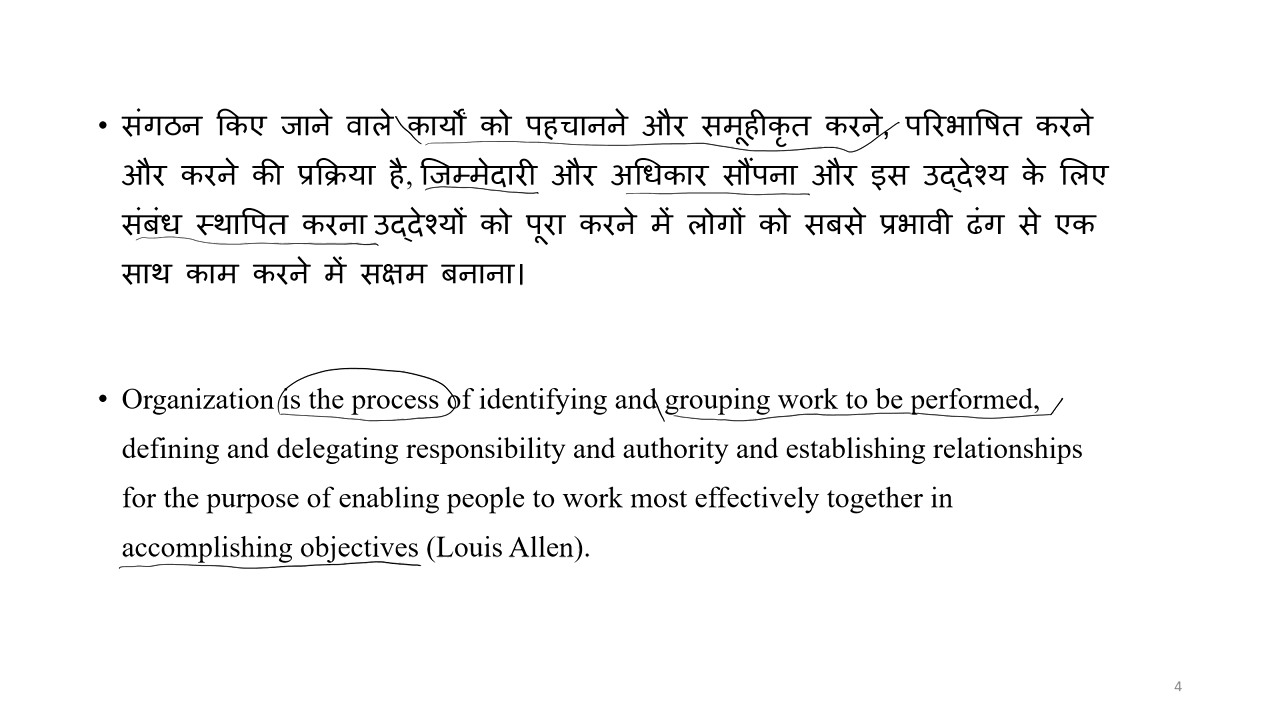 • संगठन किए जाने वाले कार्यों को पहचानने और समूहीकृत करने, परिभाषित करने
और करने की प्रक्रिया है, जिम्मेदारी और अधिकार सौंपना और इस उद्देश्य के लिए
संबंध स्थापित करना उद्देश्यों को पूरा करने में लोगों को सबसे प्रभावी ढंग से एक
साथ काम करने में सक्षम बनाना।
• Organization is the process of identifying and grouping work to be performed,
defining and delegating responsibility and authority and establishing relationships
for the purpose of enabling people to work most effectively together in
accomplishing objectives (Louis Allen).
4